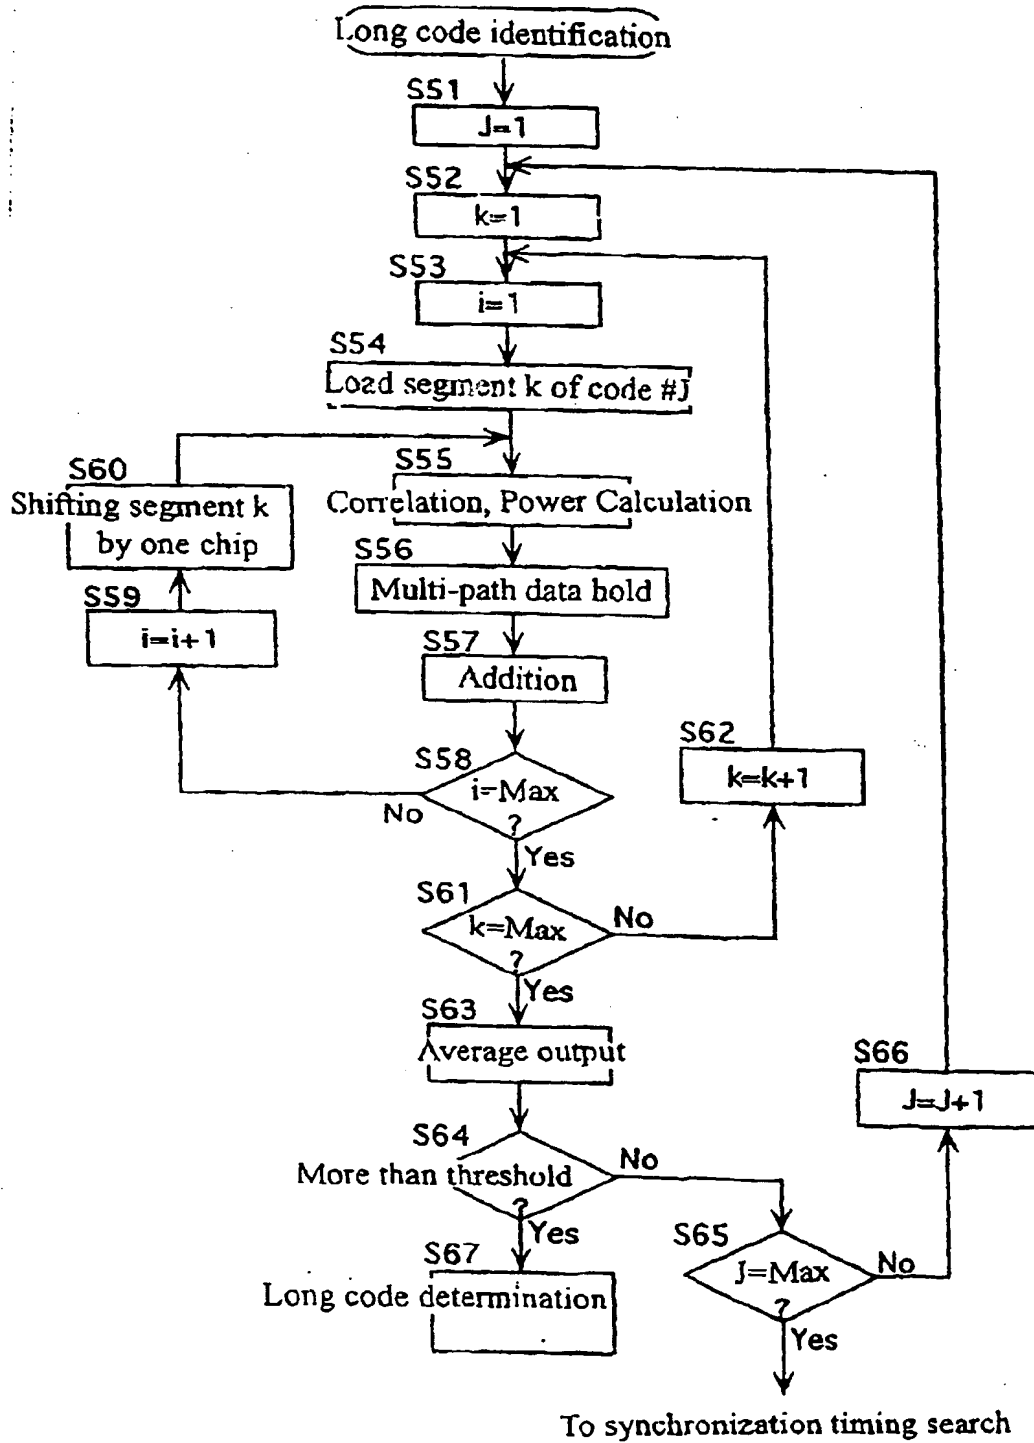 Long code identification
S51
J=1
S52
k=1
S53
i=1
S54
Load segment k of code #J
S60
Shifting segment k
by one chip
S55
Correlation, Power Calculation
S56
Multi-path data hold
S59
i=i+1
S57
Addition
S58
i=Max
?
No
Yes
S62
k=k+1
S61
k=Max
?
No
Yes
S63
Average output
S66
J=J+1
S64
More than threshold
?
No
Yes
S65
J=Max
?
No
Yes
S67
Long code determination
To synchronization timing search